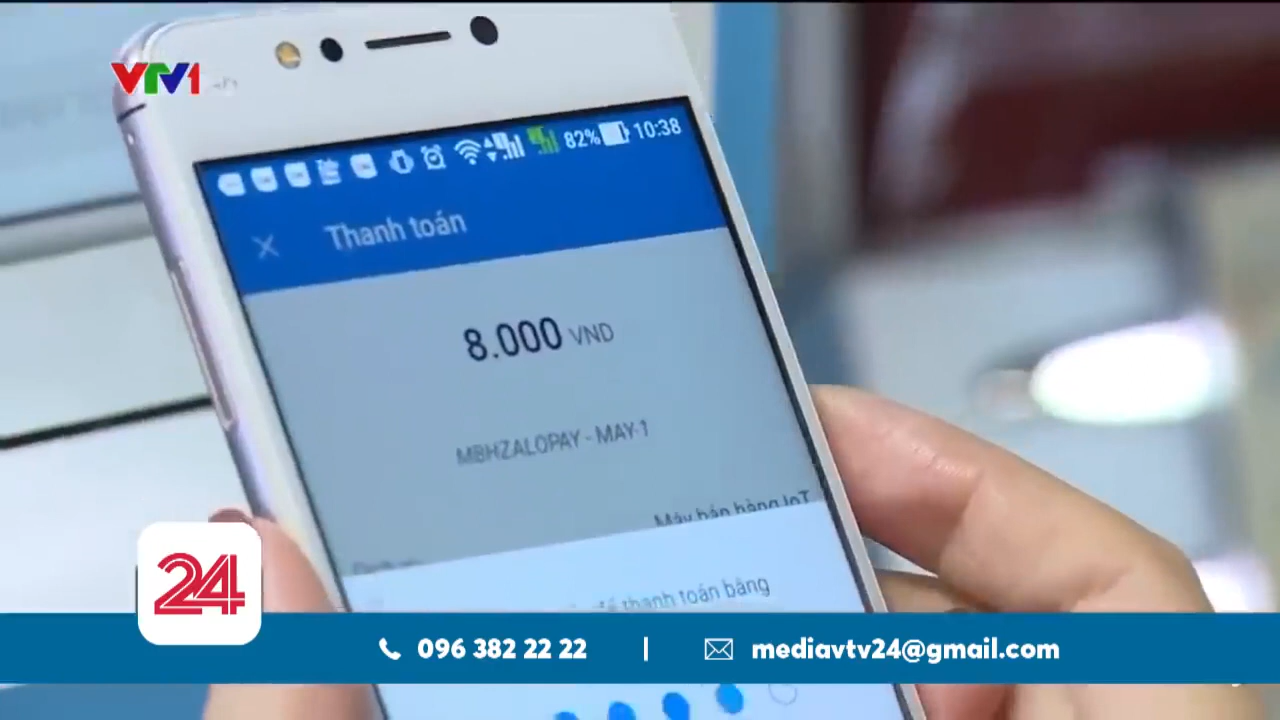 VTV1
82% 10:38
Thanh toán
8.000 VND
MBHZALOPAY - MAY-1
Máy bán hàng IoT
để thanh toán bằng
24
096 382 22 22 | mediavtv24@gmail.com